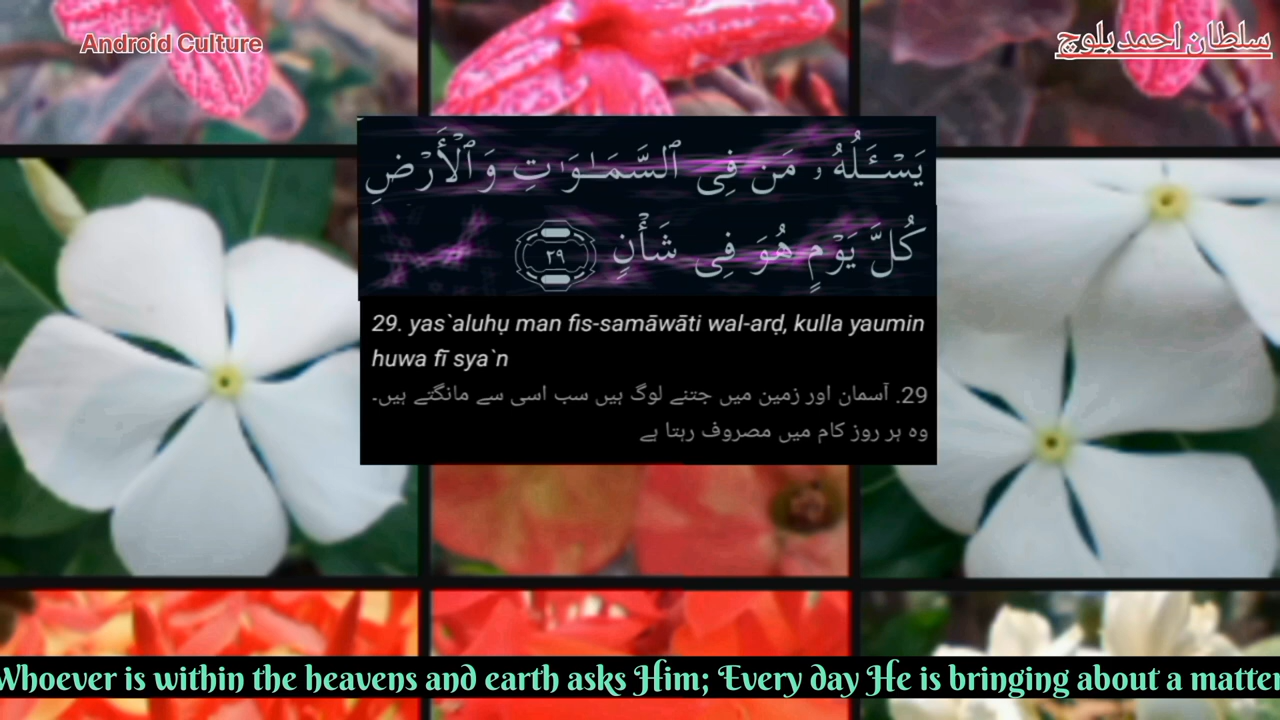 Android Culture
سلطان احمد بلوچ
يَسْـَٔلُهُۥ مَن فِى ٱلسَّمَـٰوَٰتِ وَٱلْأَرْضِ
كُلَّ يَوْمٍ هُوَ فِى شَأْنٍ ٢٩
29. yas`aluhụ man fis-samāwāti wal-arḍ, kulla yaumin
huwa fī sya`n
29. آسمان اور زمین میں جتنے لوگ ہیں سب اسی سے مانگتے ہیں۔
وہ ہر روز کام میں مصروف رہتا ہے
Whoever is within the heavens and earth asks Him; Every day He is bringing about a matter